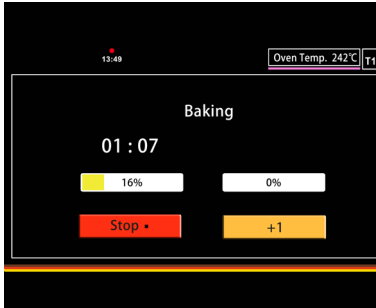 13:49
Oven Temp. 242℃
T1
Baking
01 : 07
16%
0%
Stop
+1